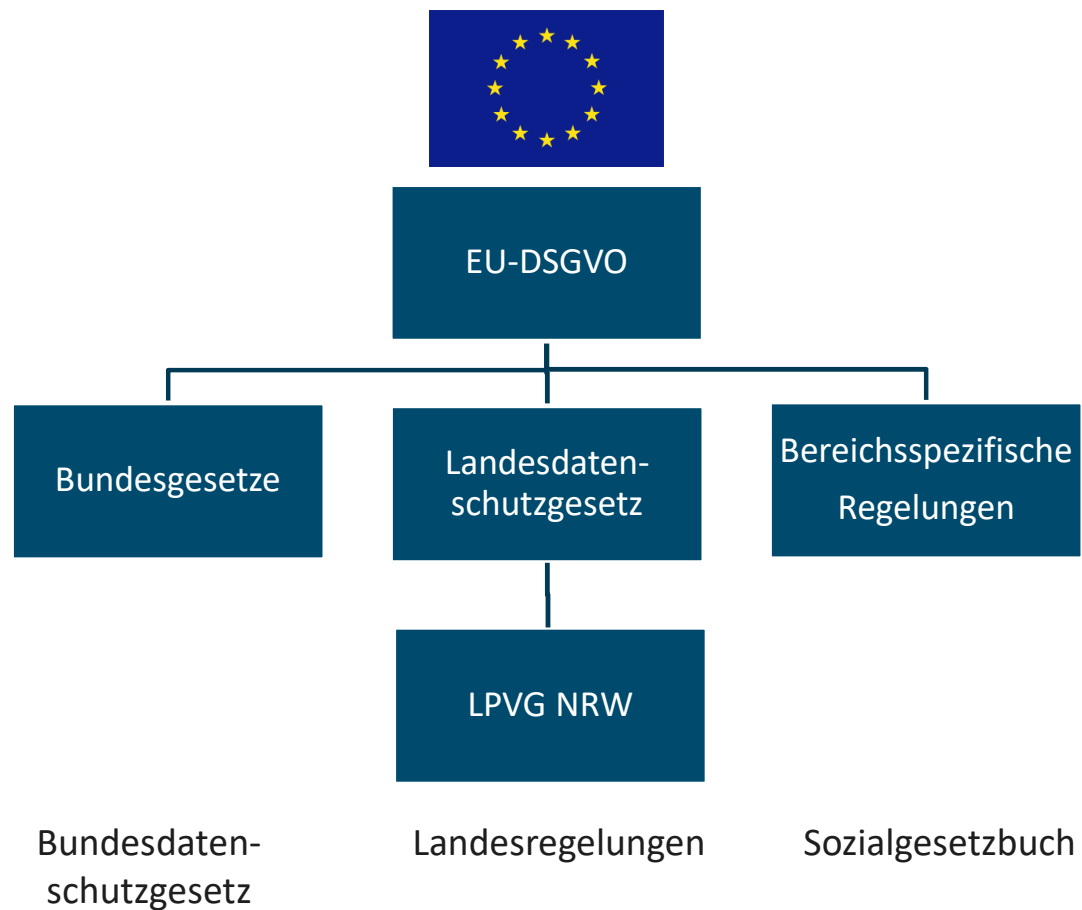 EU-DSGVO
Bundesgesetze
Landesdaten-
schutzgesetz
Bereichsspezifische
Regelungen
LPVG NRW
Bundesdaten-
schutzgesetz
Landesregelungen
Sozialgesetzbuch